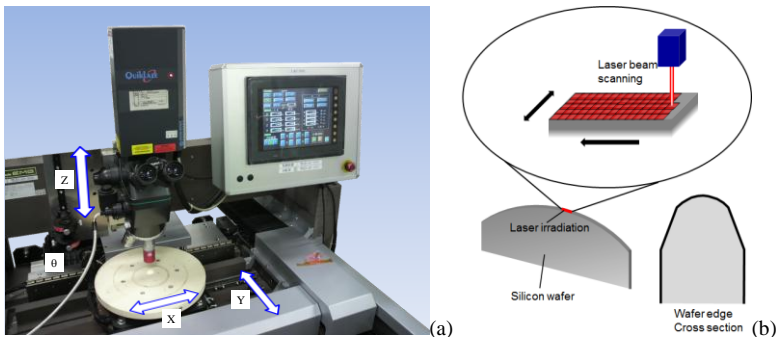 Z
θ
X
Y
(a)
Laser beam
scanning
Laser irradiation
Silicon wafer
Wafer edge
Cross section
(b)